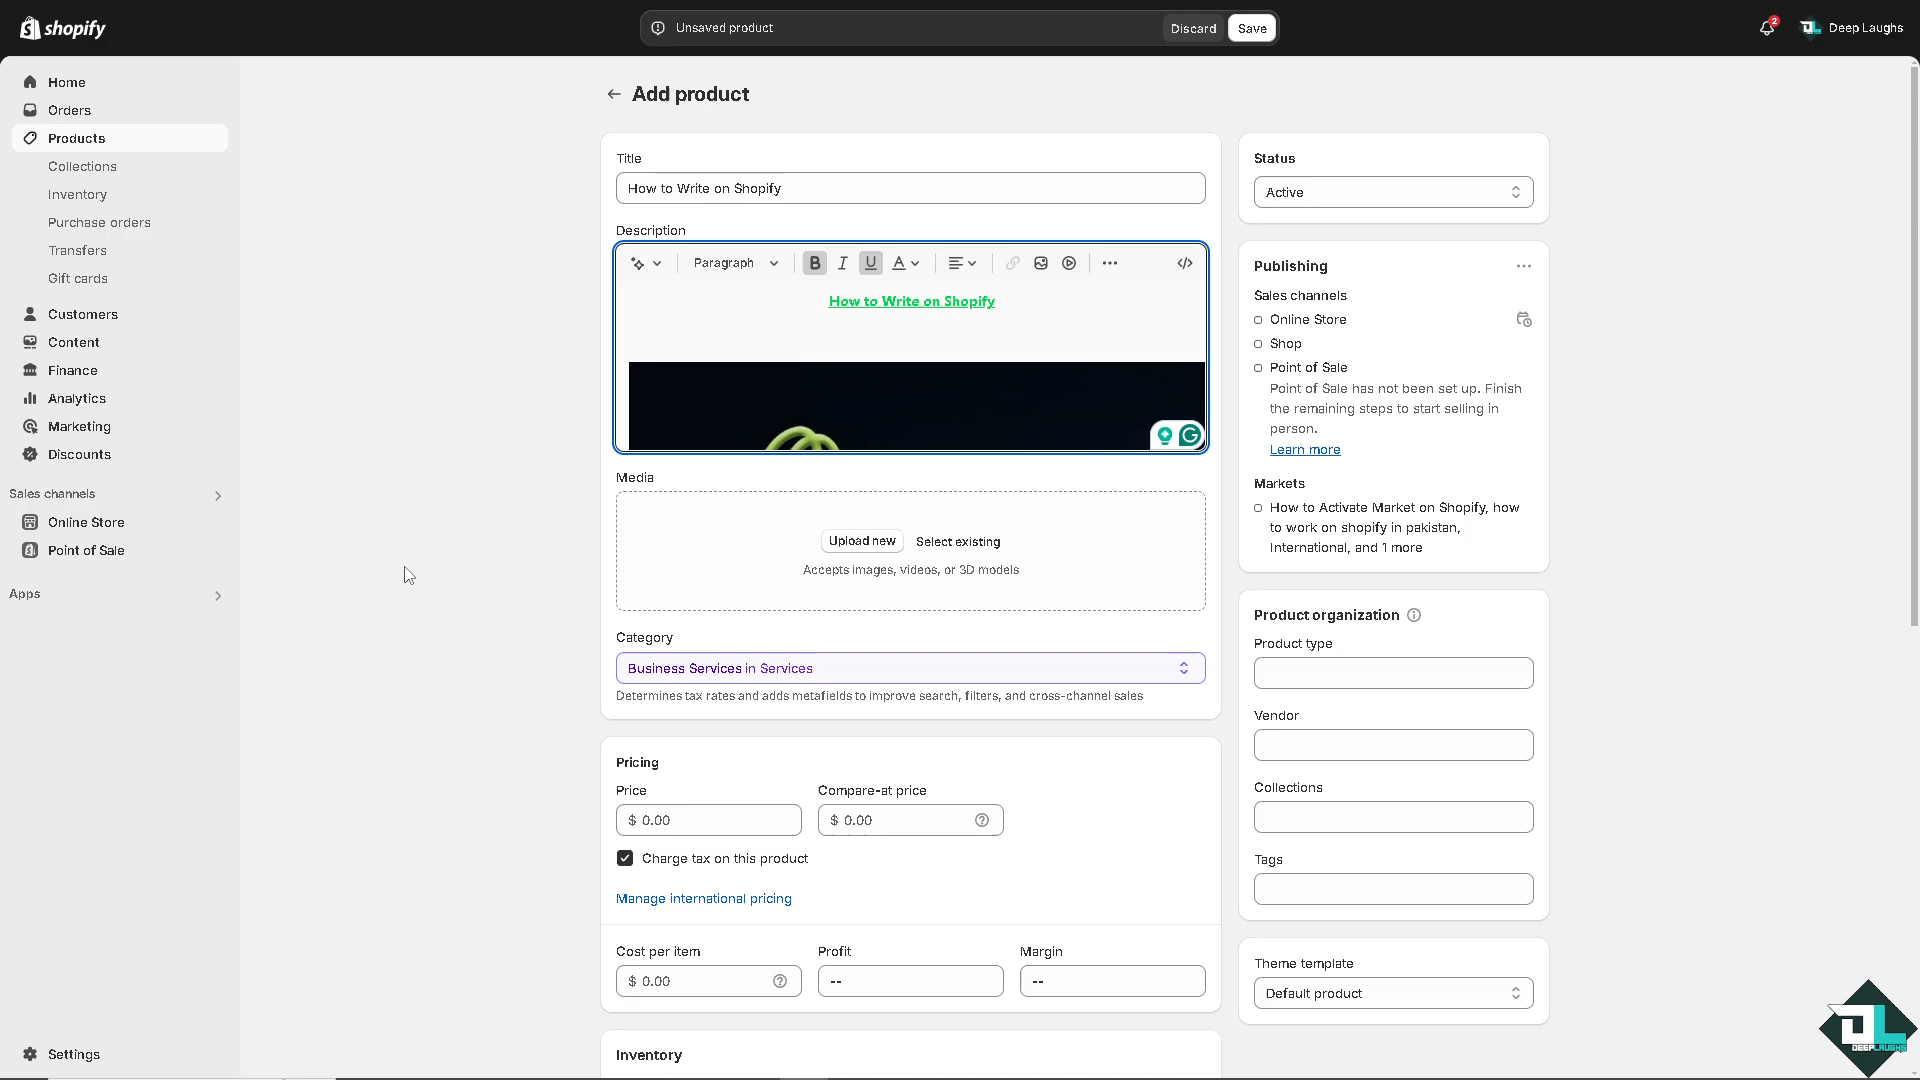 shopify
Unsaved product
Discard
Save
2
Deep Laughs
Home
Orders
Products
Collections
Inventory
Purchase orders
Transfers
Gift cards
Customers
Content
Finance
Analytics
Marketing
Discounts
Sales channels
Online Store
Point of Sale
Apps
Settings
Add product
Title
How to Write on Shopify
Description
Paragraph
B I U A
How to Write on Shopify
Media
Upload new
Select existing
Accepts images, videos, or 3D models
Category
Business Services in Services
Determines tax rates and adds metafields to improve search, filters, and cross-channel sales
Pricing
Price
Compare-at price
$ 0.00
$ 0.00
Charge tax on this product
Manage international pricing
Cost per item
Profit
Margin
$ 0.00
--
--
Inventory
Status
Active
Publishing
Sales channels
Online Store
Shop
Point of Sale
Point of Sale has not been set up. Finish
the remaining steps to start selling in
person.
Learn more
Markets
How to Activate Market on Shopify, how
to work on shopify in pakistan,
International, and 1 more
Product organization
Product type
Vendor
Collections
Tags
Theme template
Default product
DL
DEEPLAUGHS